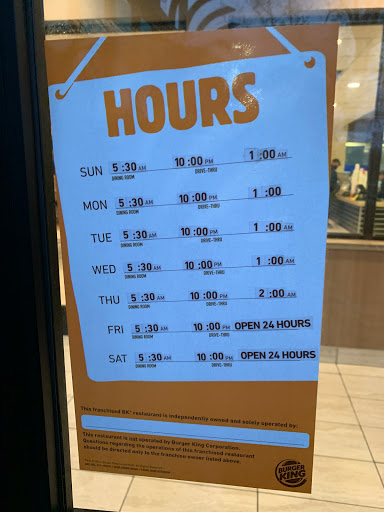 HOURS
SUN 5:30 AM 10:00 PM 1:00 AM
DINING ROOM DRIVE-THRU
MON 5:30 AM 10:00 PM 1:00
DINING ROOM DRIVE-THRU
TUE 5:30 AM 10:00 PM 1:00 AM
DINING ROOM DRIVE-THRU
WED 5:30 AM 10:00 PM 1:00 AM
DINING ROOM DRIVE-THRU
THU 5:30 AM 10:00 PM 2:00 AM
DINING ROOM DRIVE-THRU
FRI 5:30 AM 10:00 PM OPEN 24 HOURS
DINING ROOM DRIVE-THRU
SAT 5:30 AM 10:00 PM OPEN 24 HOURS
DINING ROOM DRIVE-THRU
This franchised BK® restaurant is independently owned and solely operated by:
This restaurant is not operated by Burger King Corporation.
Questions regarding the operations of this franchised restaurant
should be directed only to the franchise owner listed above.
BURGER
KING